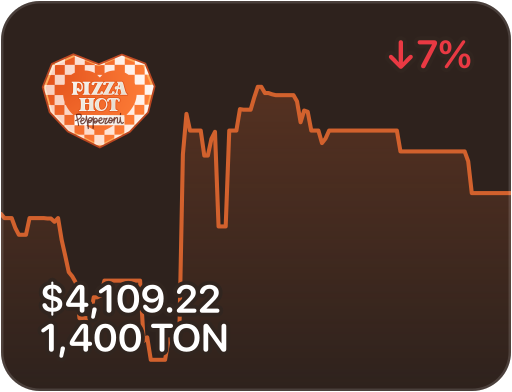 ↓7%
PIZZA
HOT
Pepperoni
$4,109.22
1,400 TON